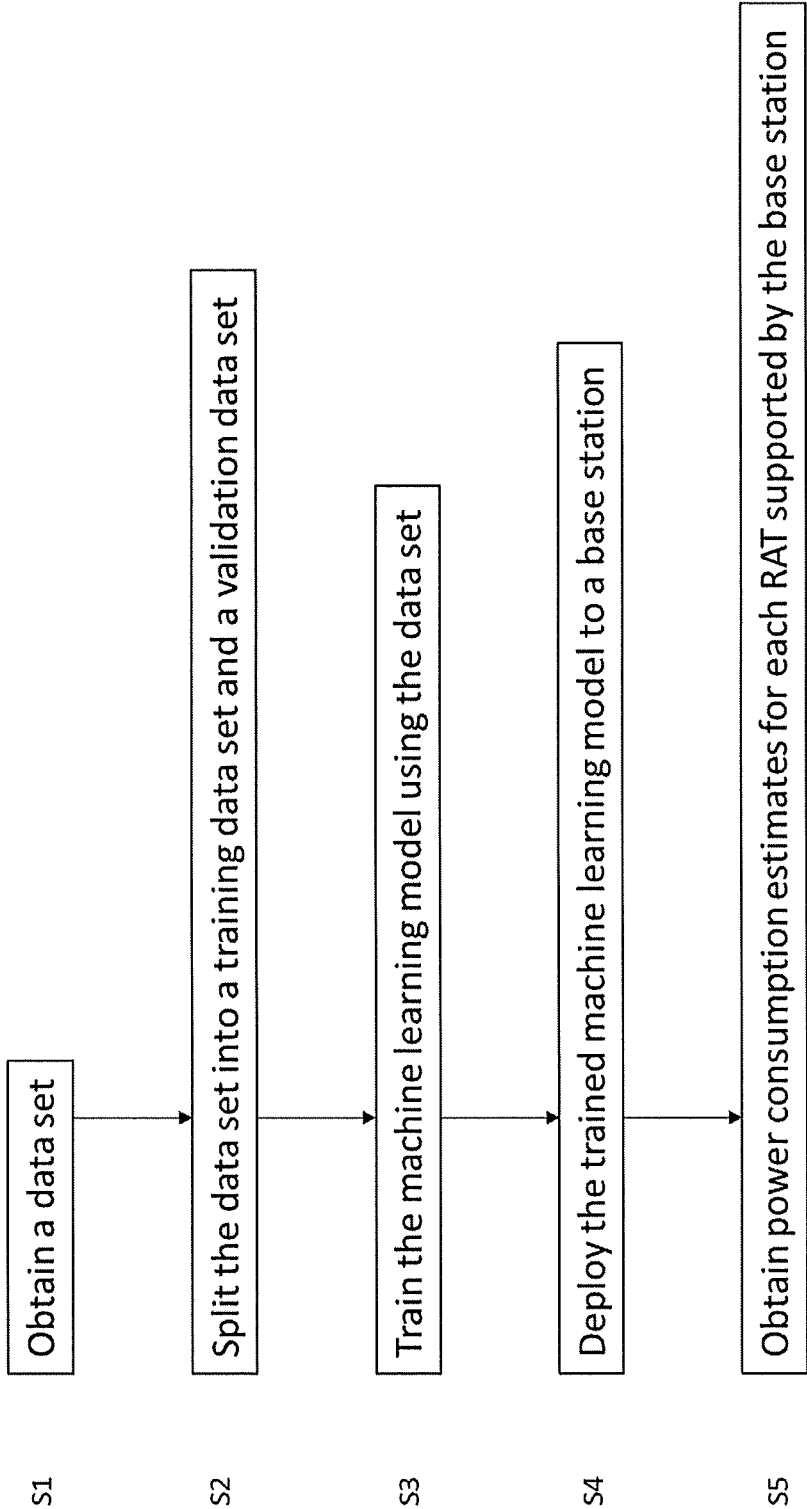 S1 Obtain a data set
S2 Split the data set into a training data set and a validation data set
S3 Train the machine learning model using the data set
S4 Deploy the trained machine learning model to a base station
S5 Obtain power consumption estimates for each RAT supported by the base station